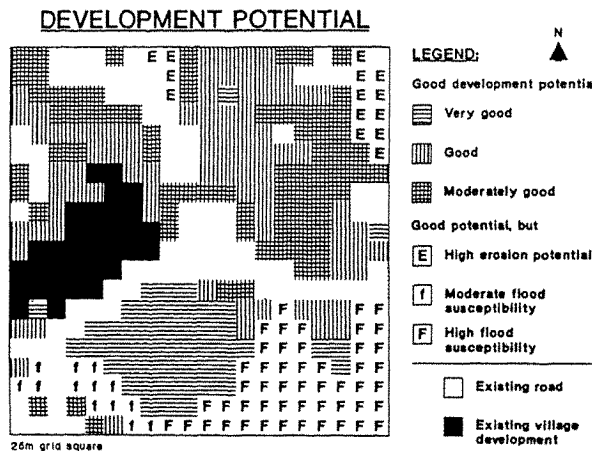 DEVELOPMENT POTENTIAL
E E E
E E E
E E E
E E
E E
E
F F F
F F F F
F F F F F
f f f F F F F F F F
f f f f f F F F F F F F F
f f f F F F F F F F F F F
f f F F F F F F F F F F F F
26m grid square
N
LEGEND:
Good development potential
Very good
Good
Moderately good
Good potential, but
E High erosion potential
f Moderate flood
susceptibility
F High flood
susceptibility
Existing road
Existing village
development